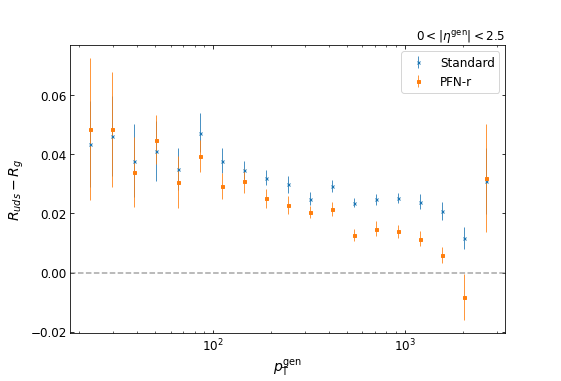 0 < |η^gen| < 2.5
Standard
PFN-r
0.06
0.04
0.02
0.00
−0.02
R_uds − R_g
10^2
10^3
p_T^gen